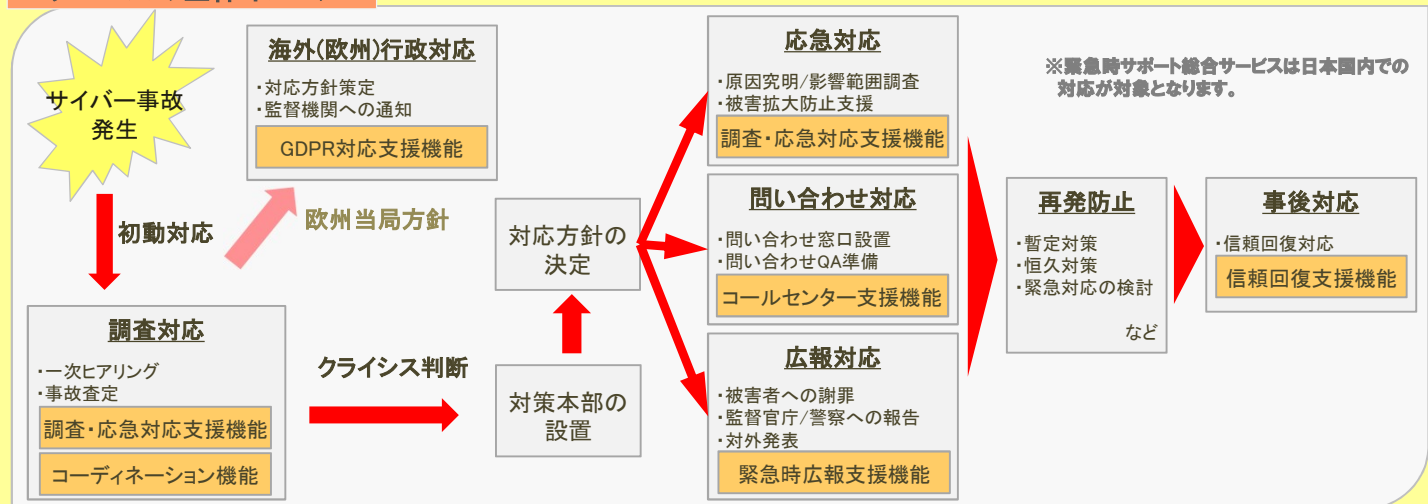 サイバー事故
発生
初動対応
海外(欧州)行政対応
・対応方針策定
・監督機関への通知
GDPR対応支援機能
欧州当局方針
調査対応
・一次ヒアリング
・事故査定
調査・応急対応支援機能
コーディネーション機能
クライシス判断
対策本部の
設置
対応方針の
決定
応急対応
・原因究明/影響範囲調査
・被害拡大防止支援
調査・応急対応支援機能
問い合わせ対応
・問い合わせ窓口設置
・問い合わせQA準備
コールセンター支援機能
広報対応
・被害者への謝罪
・監督官庁/警察への報告
・対外発表
緊急時広報支援機能
※緊急時サポート総合サービスは日本国内での
対応が対象となります。
再発防止
・暫定対策
・恒久対策
・緊急対応の検討
など
事後対応
・信頼回復対応
信頼回復支援機能